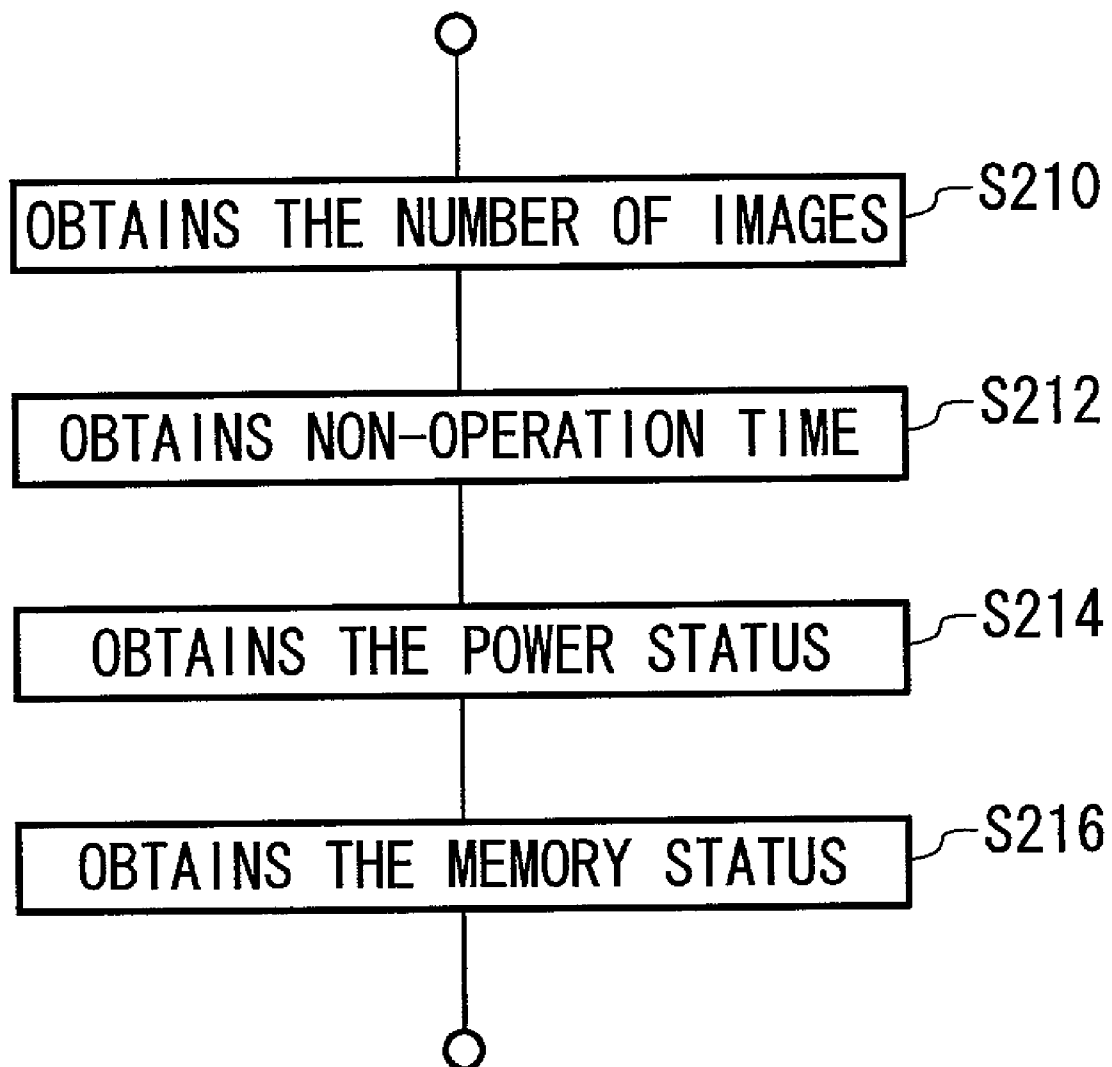 OBTAINS THE NUMBER OF IMAGES
S210
OBTAINS NON-OPERATION TIME
S212
OBTAINS THE POWER STATUS
S214
OBTAINS THE MEMORY STATUS
S216